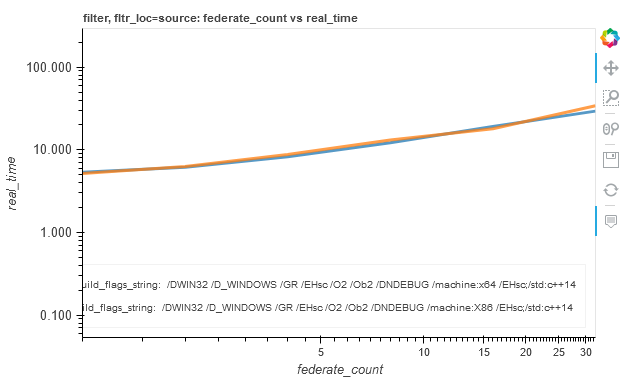 filter, fltr_loc=source: federate_count vs real_time
100.000
10.000
1.000
0.100
real_time
uild_flags_string: /DWIN32 /D_WINDOWS /GR /EHsc /O2 /Ob2 /DNDEBUG /machine:x64 /EHsc;/std:c++14
ild_flags_string: /DWIN32 /D_WINDOWS /GR /EHsc /O2 /Ob2 /DNDEBUG /machine:X86 /EHsc;/std:c++14
5 10 15 20 25 30
federate_count